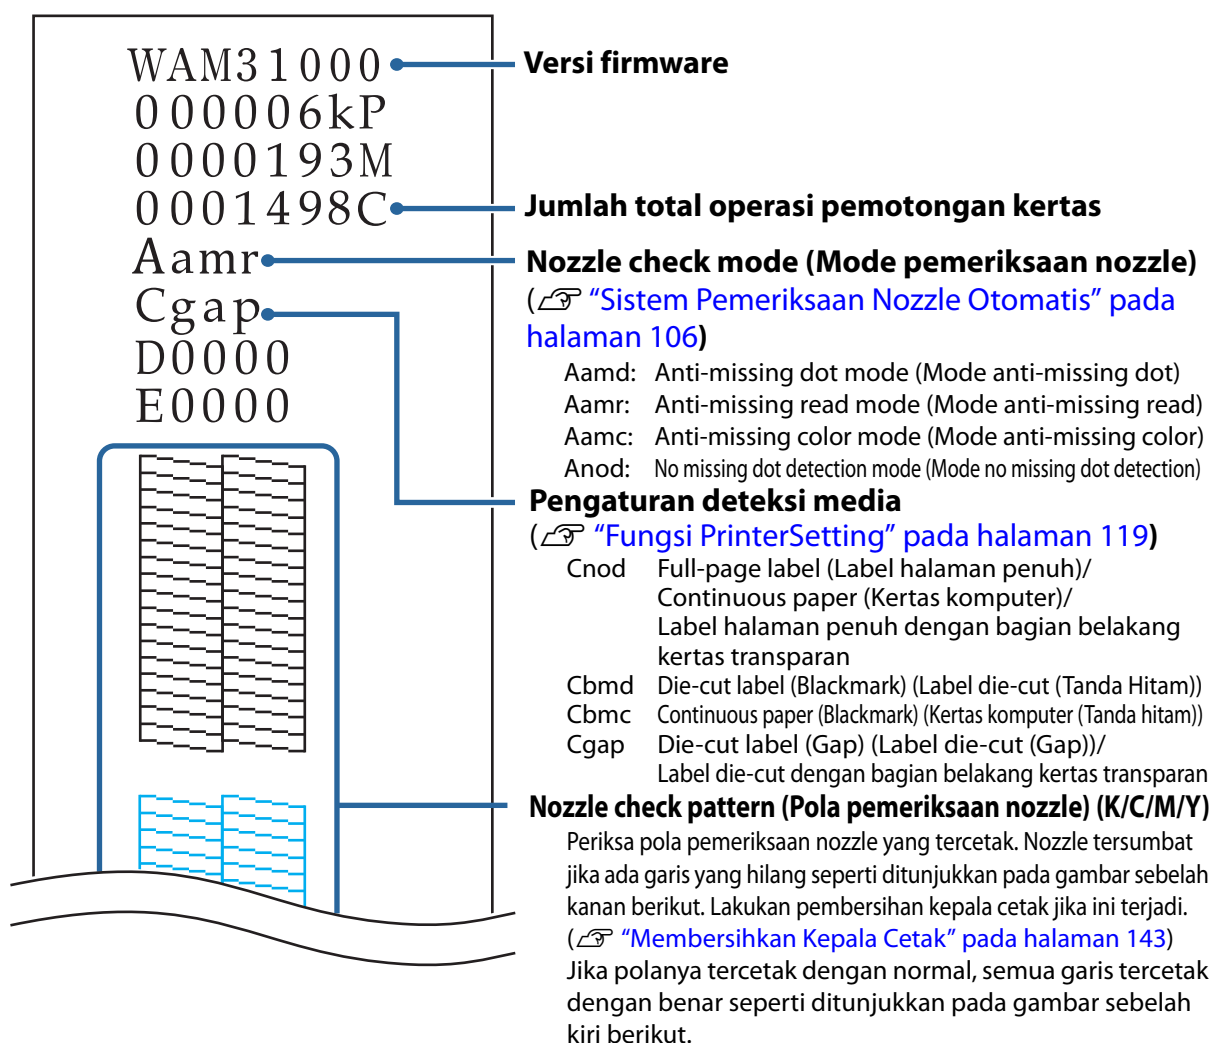 WAM31000
000006kP
0000193M
0001498C
Aamr
Cgap
D0000
E0000
Versi firmware
Jumlah total operasi pemotongan kertas
Nozzle check mode (Mode pemeriksaan nozzle)
( “Sistem Pemeriksaan Nozzle Otomatis” pada
halaman 106)
Aamd: Anti-missing dot mode (Mode anti-missing dot)
Aamr: Anti-missing read mode (Mode anti-missing read)
Aamc: Anti-missing color mode (Mode anti-missing color)
Anod: No missing dot detection mode (Mode no missing dot detection)
Pengaturan deteksi media
( “Fungsi PrinterSetting” pada halaman 119)
Cnod Full-page label (Label halaman penuh)/
Continuous paper (Kertas komputer)/
Label halaman penuh dengan bagian belakang
kertas transparan
Cbmd Die-cut label (Blackmark) (Label die-cut (Tanda Hitam))
Cbmc Continuous paper (Blackmark) (Kertas komputer (Tanda hitam))
Cgap Die-cut label (Gap) (Label die-cut (Gap))/
Label die-cut dengan bagian belakang kertas transparan
Nozzle check pattern (Pola pemeriksaan nozzle) (K/C/M/Y)
Periksa pola pemeriksaan nozzle yang tercetak. Nozzle tersumbat
jika ada garis yang hilang seperti ditunjukkan pada gambar sebelah
kanan berikut. Lakukan pembersihan kepala cetak jika ini terjadi.
( “Membersihkan Kepala Cetak” pada halaman 143)
Jika polanya tercetak dengan normal, semua garis tercetak
dengan benar seperti ditunjukkan pada gambar sebelah
kiri berikut.